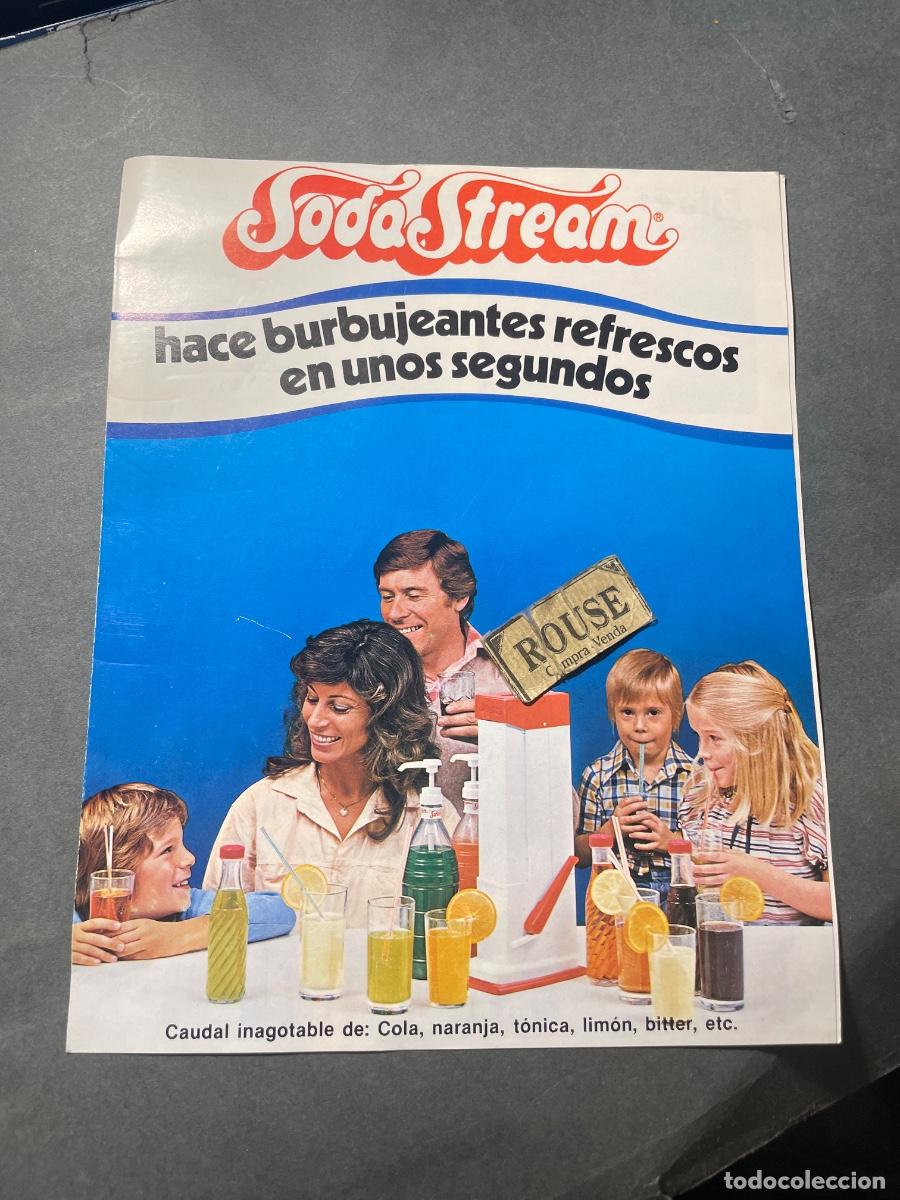 SodaStream®
hace burbujeantes refrescos
en unos segundos
ROUSE
Compra-Venda
Caudal inagotable de: Cola, naranja, tónica, limón, bitter, etc.
todocoleccion